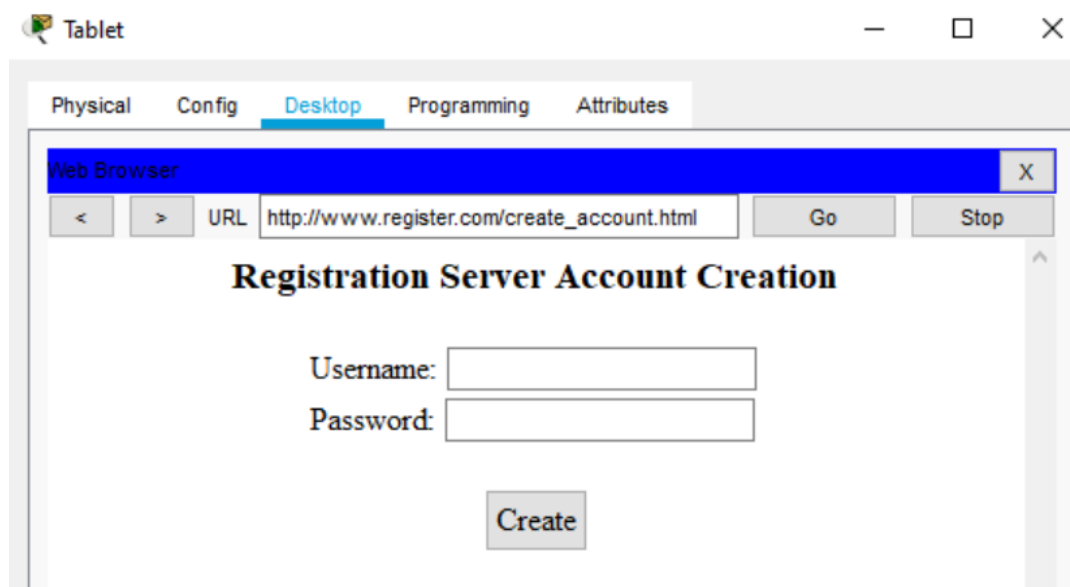 Tablet
Physical Config Desktop Programming Attributes
Web Browser X
< > URL http://www.register.com/create_account.html Go Stop
Registration Server Account Creation
Username:
Password:
Create